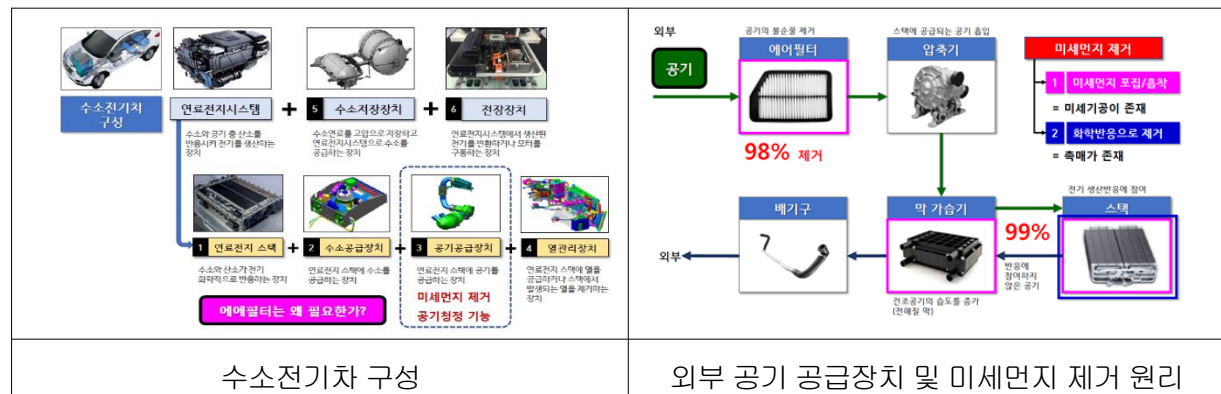 수소전기차
구성
연료전지시스템
수소와 공기 중 산소를
반응시켜 전기를 생산하는
장치
+
5 수소저장장치
수소연료를 고압으로 저장하고
연료전지시스템으로 수소를
공급하는 장치
+
6 전장장치
연료전지시스템에서 생산된
전기를 변환하거나 모터를
구동하는 장치
1 연료전지 스택
수소와 산소가 전기
화학적으로 반응하는 장치
+
2 수소공급장치
연료전지 스택에 수소를
공급하는 장치
+
3 공기공급장치
연료전지 스택에 공기를
공급하는 장치
미세먼지 제거
공기청정 기능
+
4 열관리장치
연료전지 스택에 열을
공급하거나 스택에서
발생되는 열을 제거하는
장치
에에필터는 왜 필요한가?
수소전기차 구성
외부
공기
공기의 불순물 제거
에어필터
98% 제거
스택에 공급되는 공기 흡입
압축기
미세먼지 제거
1 미세먼지 포집/흡착
= 미세기공이 존재
2 화학반응으로 제거
= 촉매가 존재
배기구
외부
막 가습기
건조공기의 습도를 증가
(전해질 막)
99%
반응에
참여하지
않은 공기
전기 생산반응에 참여
스택
외부 공기 공급장치 및 미세먼지 제거 원리